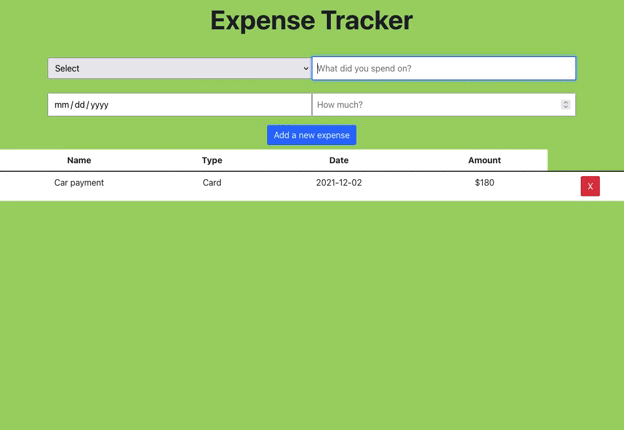 Expense Tracker
Select What did you spend on?
mm/dd/yyyy How much?
Add a new expense
Name Type Date Amount
Car payment Card 2021-12-02 $180 X